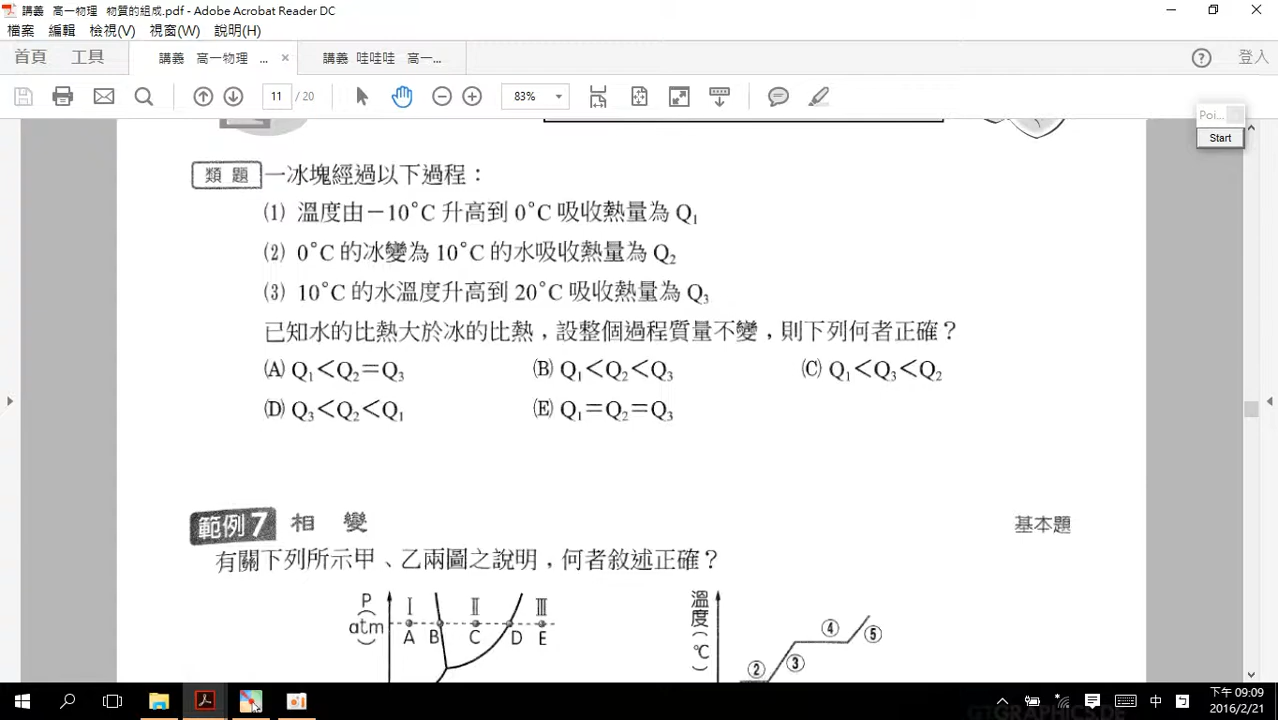 講義 高一物理 物質的組成.pdf - Adobe Acrobat Reader DC
檔案 編輯 檢視(V) 視窗(W) 說明(H)
首頁 工具 講義 高一物理 ... × 講義 哇哇哇 高一... 登入
11 / 20 83%
Poi...
Start
類題 一冰塊經過以下過程：
(1) 溫度由－10°C 升高到 0°C 吸收熱量為 Q₁
(2) 0°C 的冰變為 10°C 的水吸收熱量為 Q₂
(3) 10°C 的水溫度升高到 20°C 吸收熱量為 Q₃
已知水的比熱大於冰的比熱，設整個過程質量不變，則下列何者正確？
(A) Q₁＜Q₂＝Q₃ (B) Q₁＜Q₂＜Q₃ (C) Q₁＜Q₃＜Q₂
(D) Q₃＜Q₂＜Q₁ (E) Q₁＝Q₂＝Q₃
範例7 相 變 基本題
有關下列所示甲、乙兩圖之說明，何者敘述正確？
P (atm) I II III
A B C D E
溫度(℃) ② ③ ④ ⑤
中 下午 09:09
2016/2/21